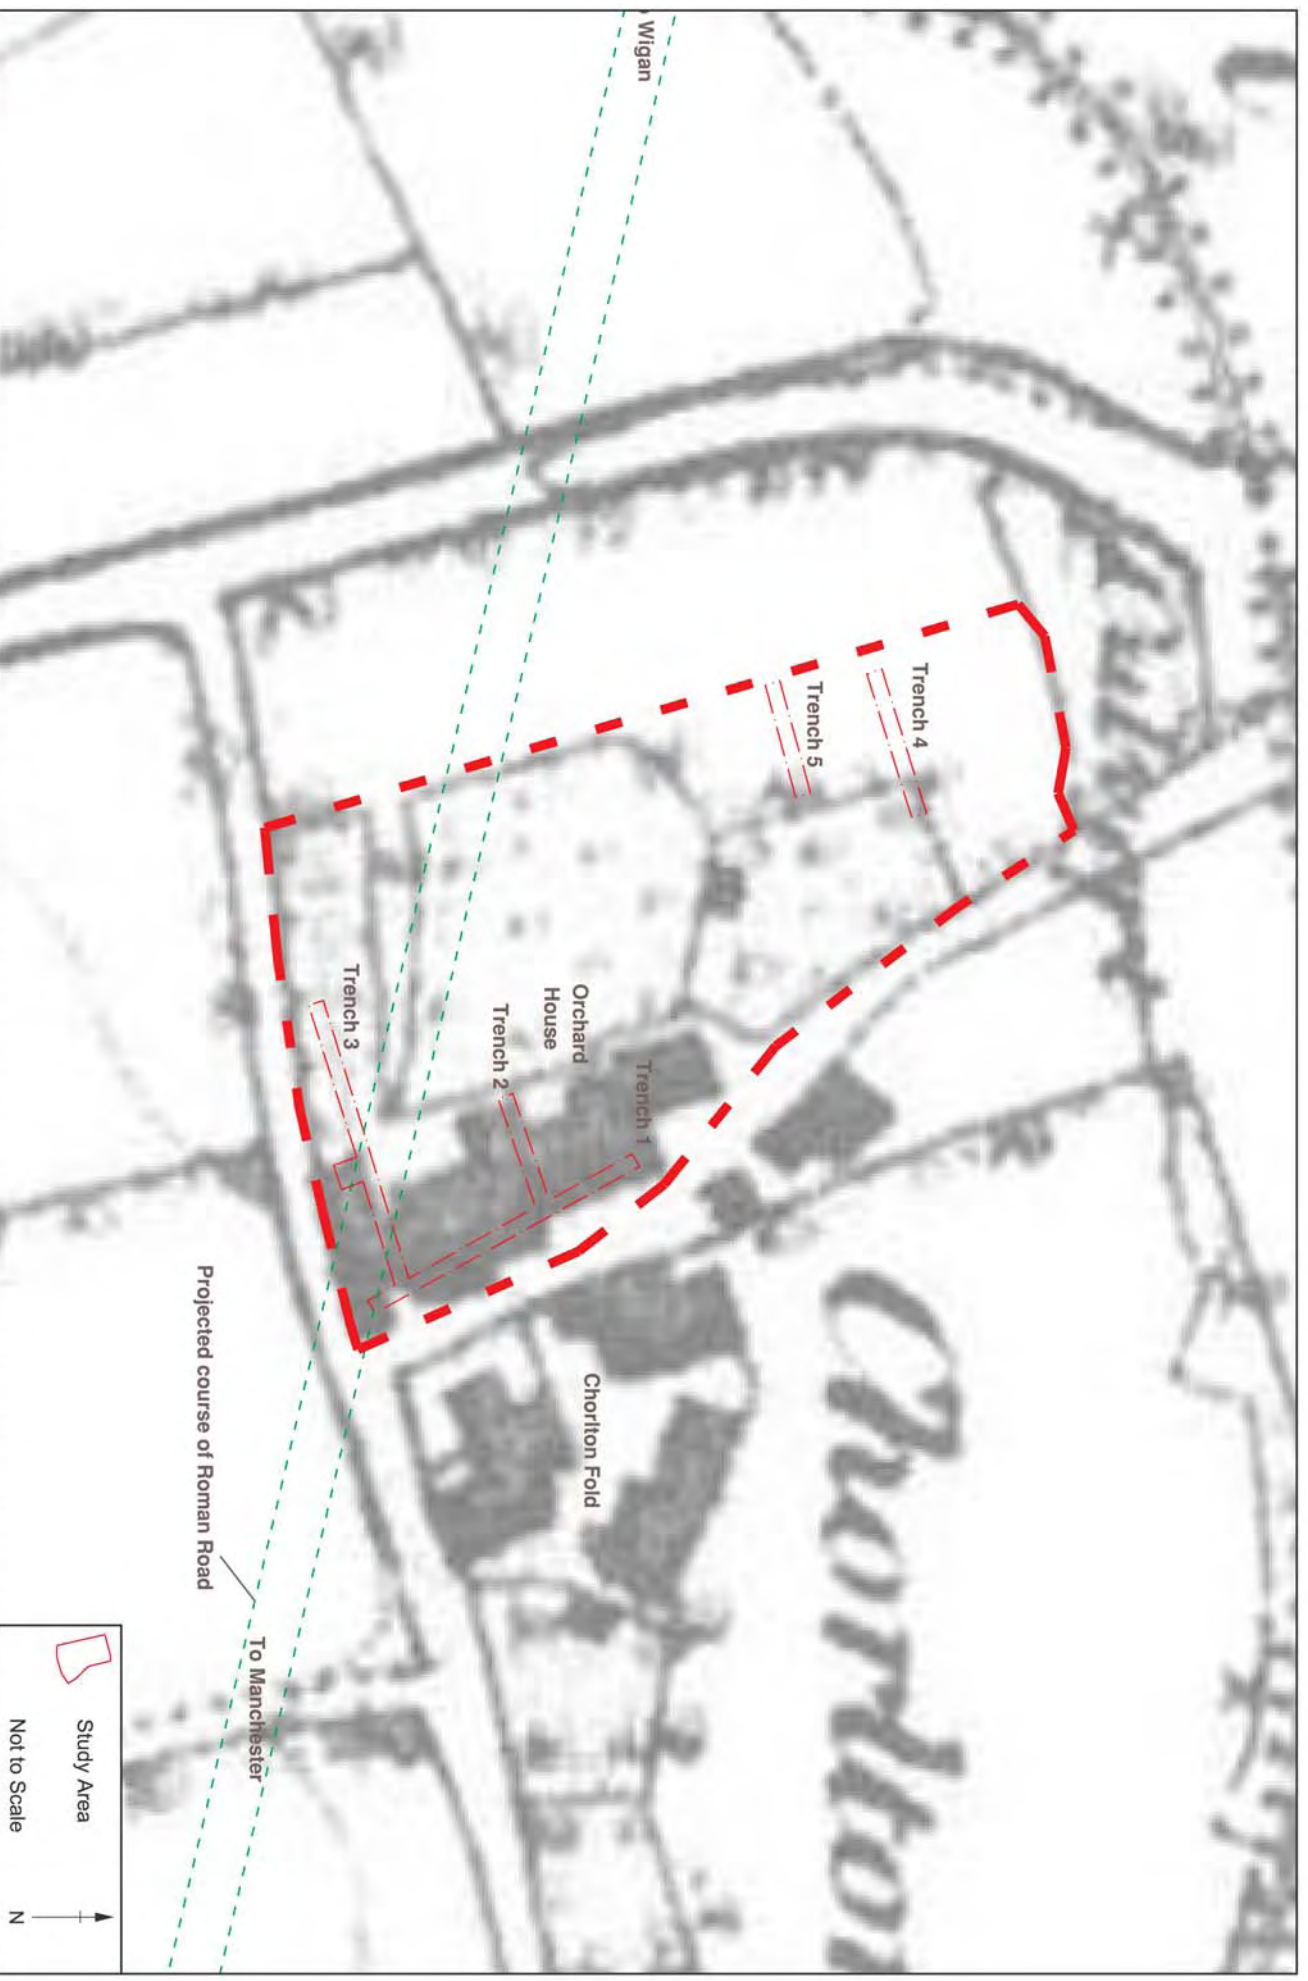 Wigan
Trench 4
Trench 5
Orchard
House
Trench 1
Trench 2
Trench 3
Chorlton Fold
Projected course of Roman Road
To Manchester
Study Area
Not to Scale
N